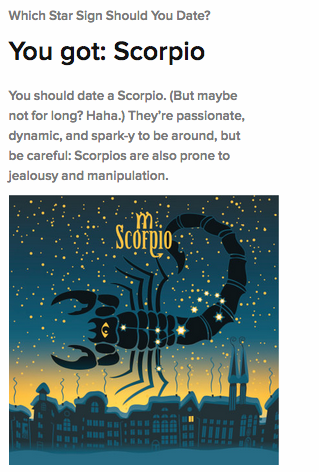 Which Star Sign Should You Date?
You got: Scorpio
You should date a Scorpio. (But maybe
not for long? Haha.) They're passionate,
dynamic, and spark-y to be around, but
be careful: Scorpios are also prone to
jealousy and manipulation.
♏
Scorpio